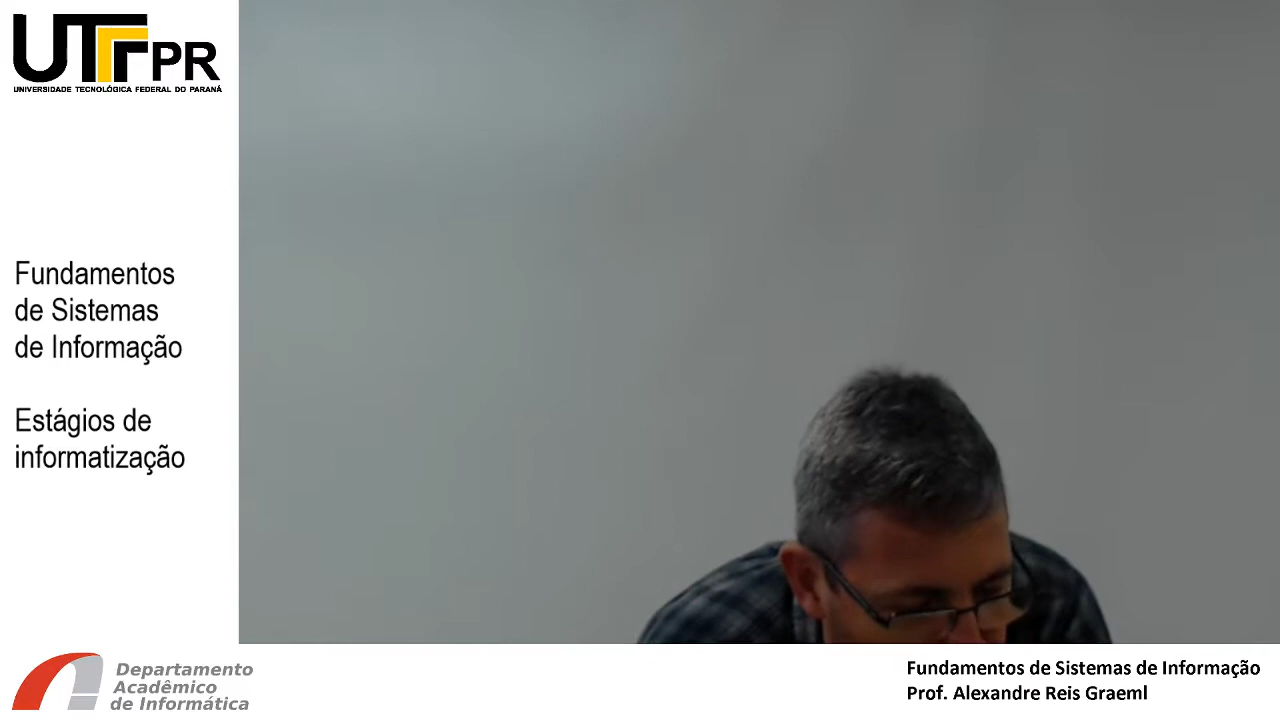 UTFPR
UNIVERSIDADE TECNOLÓGICA FEDERAL DO PARANÁ
Fundamentos
de Sistemas
de Informação
Estágios de
informatização
Departamento
Acadêmico
de Informática
Fundamentos de Sistemas de Informação
Prof. Alexandre Reis Graeml